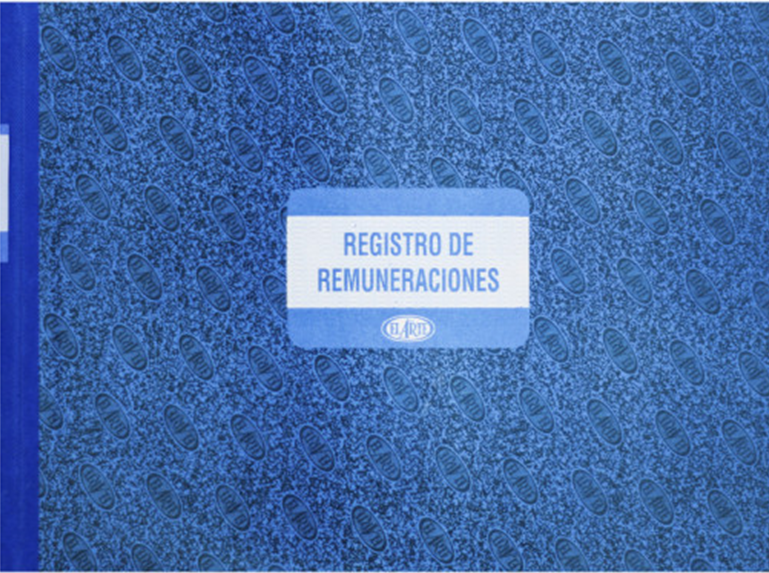 REGISTRO DE
REMUNERACIONES
EL ARTE